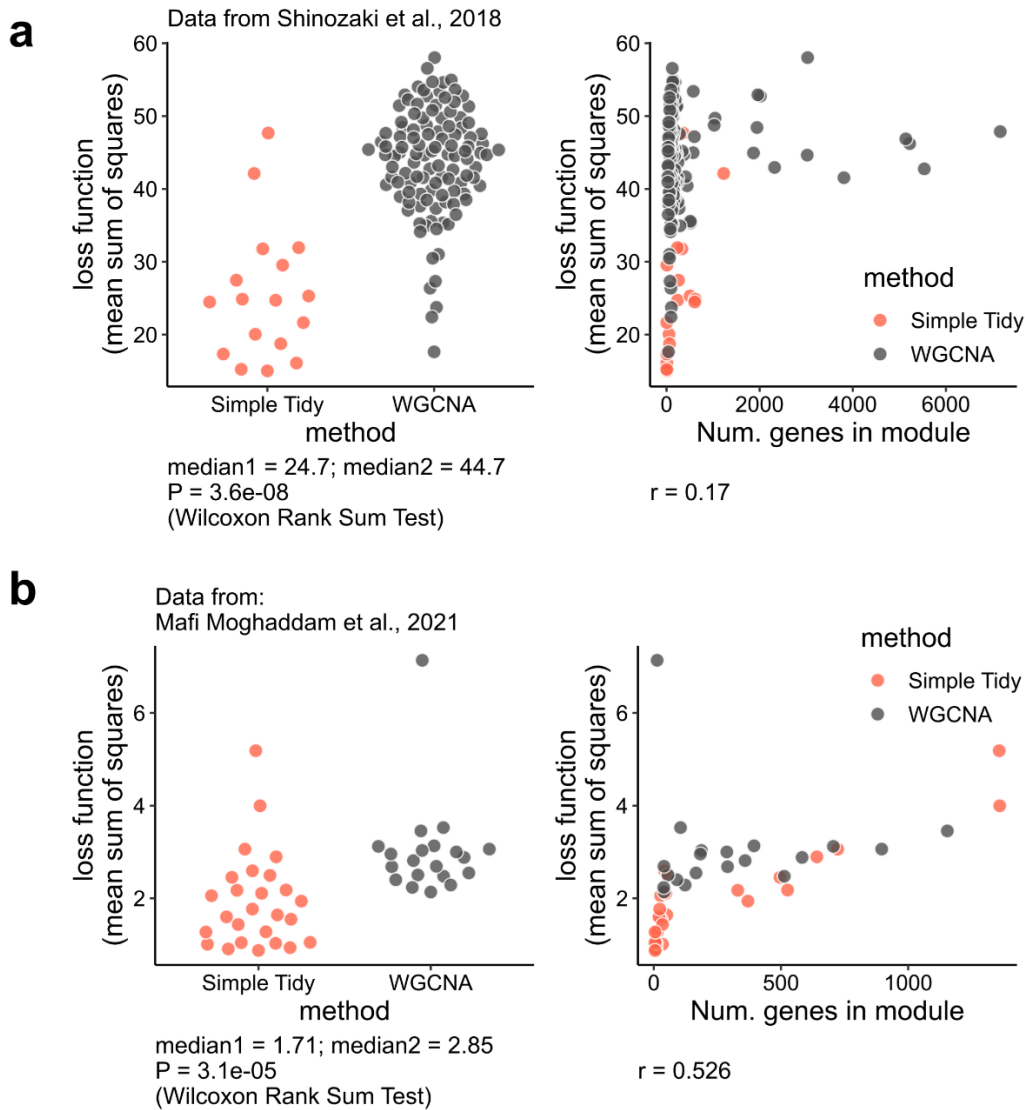 a
Data from Shinozaki et al., 2018
loss function
(mean sum of squares)
60
50
40
30
20
Simple Tidy
WGCNA
method
median1 = 24.7; median2 = 44.7
P = 3.6e-08
(Wilcoxon Rank Sum Test)
loss function
(mean sum of squares)
60
50
40
30
20
method
Simple Tidy
WGCNA
0
2000
4000
6000
Num. genes in module
r = 0.17
b
Data from:
Mafi Moghaddam et al., 2021
loss function
(mean sum of squares)
6
4
2
Simple Tidy
WGCNA
method
median1 = 1.71; median2 = 2.85
P = 3.1e-05
(Wilcoxon Rank Sum Test)
loss function
(mean sum of squares)
6
4
2
method
Simple Tidy
WGCNA
0
500
1000
Num. genes in module
r = 0.526